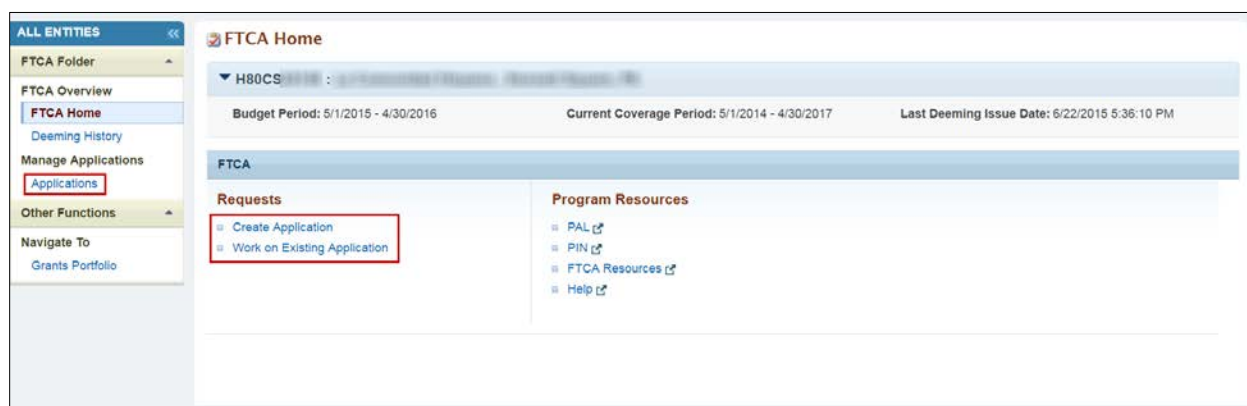 ALL ENTITIES
FTCA Folder
FTCA Overview
FTCA Home
Deeming History
Manage Applications
Applications
Other Functions
Navigate To
Grants Portfolio
FTCA Home
H80CS :
Budget Period: 5/1/2015 - 4/30/2016 Current Coverage Period: 5/1/2014 - 4/30/2017 Last Deeming Issue Date: 6/22/2015 5:36:10 PM
FTCA
Requests
Create Application
Work on Existing Application
Program Resources
PAL
PIN
FTCA Resources
Help